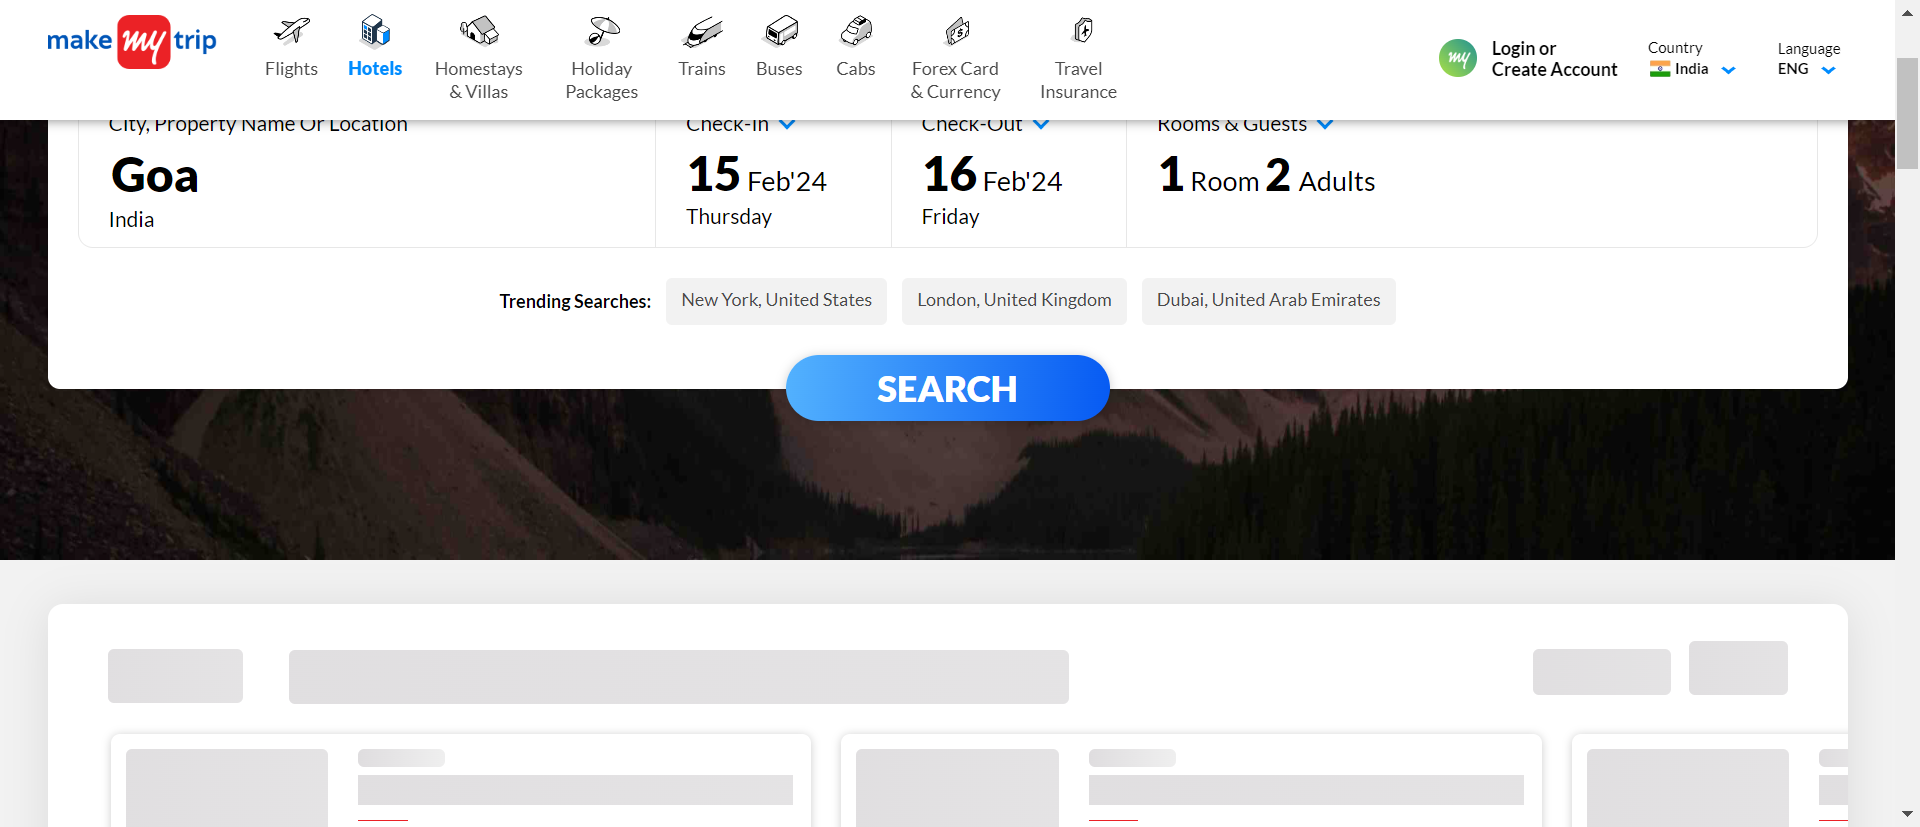 make my trip
Flights
Hotels
Homestays
& Villas
Holiday
Packages
Trains
Buses
Cabs
Forex Card
& Currency
Travel
Insurance
my
Login or
Create Account
Country
India
Language
ENG
City, Property Name Or Location
Goa
India
Check-In
15 Feb'24
Thursday
Check-Out
16 Feb'24
Friday
Rooms & Guests
1 Room 2 Adults
Trending Searches:
New York, United States
London, United Kingdom
Dubai, United Arab Emirates
SEARCH